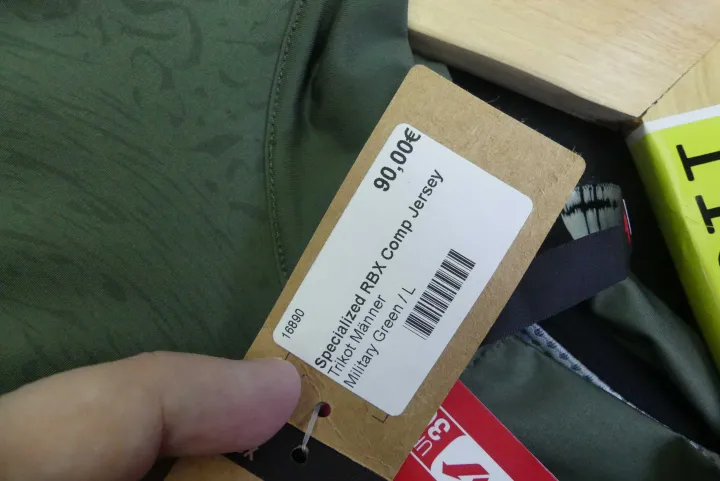 90,00€
Specialized RBX Comp Jersey
Trikot Männer
Military Green / L
16890